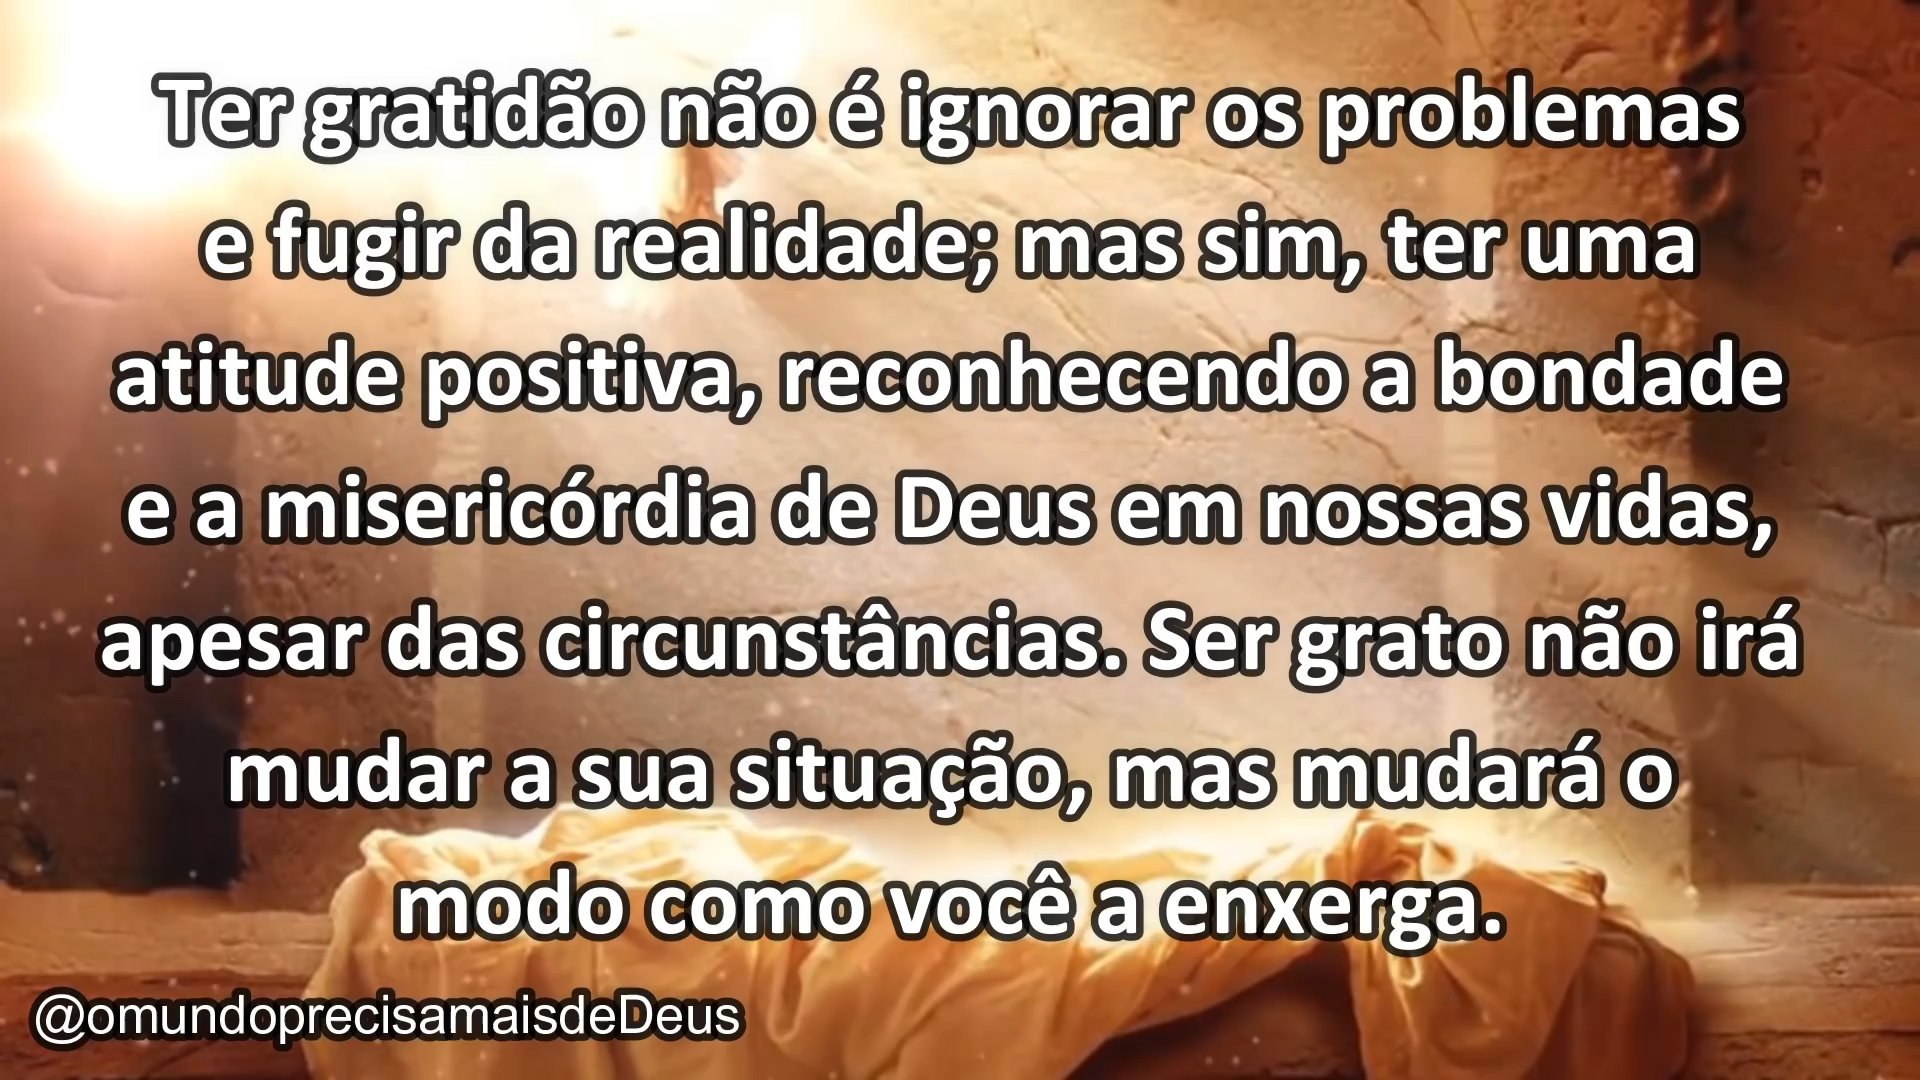 Ter gratidão não é ignorar os problemas
e fugir da realidade; mas sim, ter uma
atitude positiva, reconhecendo a bondade
e a misericórdia de Deus em nossas vidas,
apesar das circunstâncias. Ser grato não irá
mudar a sua situação, mas mudará o
modo como você a enxerga.
@omundoprecisamaisdeDeus